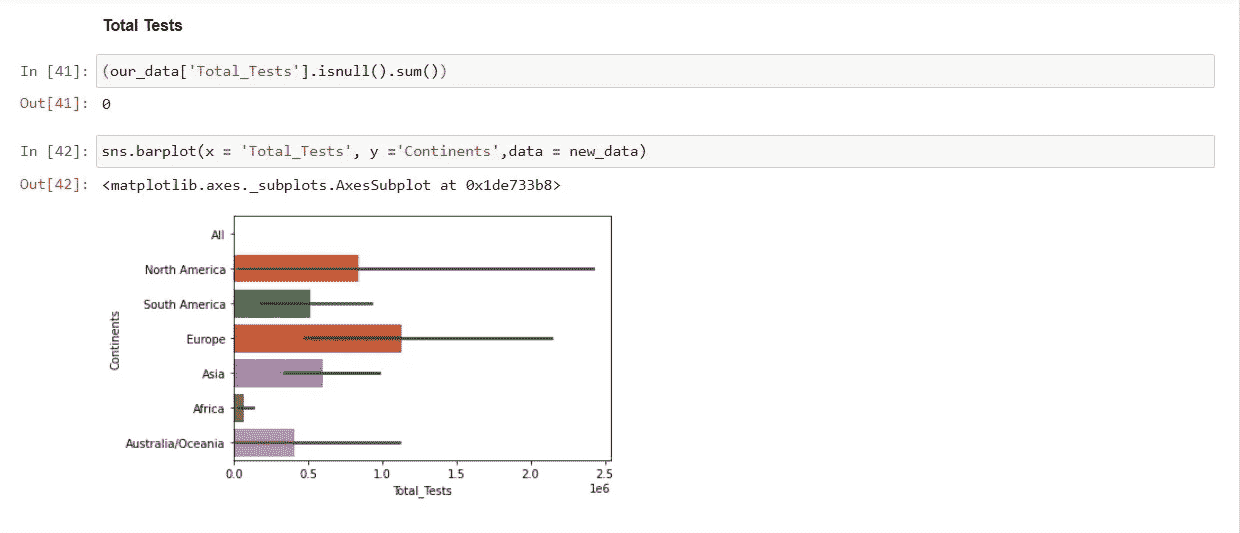 Total Tests
In [41]: (our_data['Total_Tests'].isnull().sum())
Out[41]: 0
In [42]: sns.barplot(x = 'Total_Tests', y ='Continents',data = new_data)
Out[42]: <matplotlib.axes._subplots.AxesSubplot at 0x1de733b8>
All
North America
South America
Europe
Asia
Africa
Australia/Oceania
Continents
0.0 0.5 1.0 1.5 2.0 2.5
1e6
Total_Tests